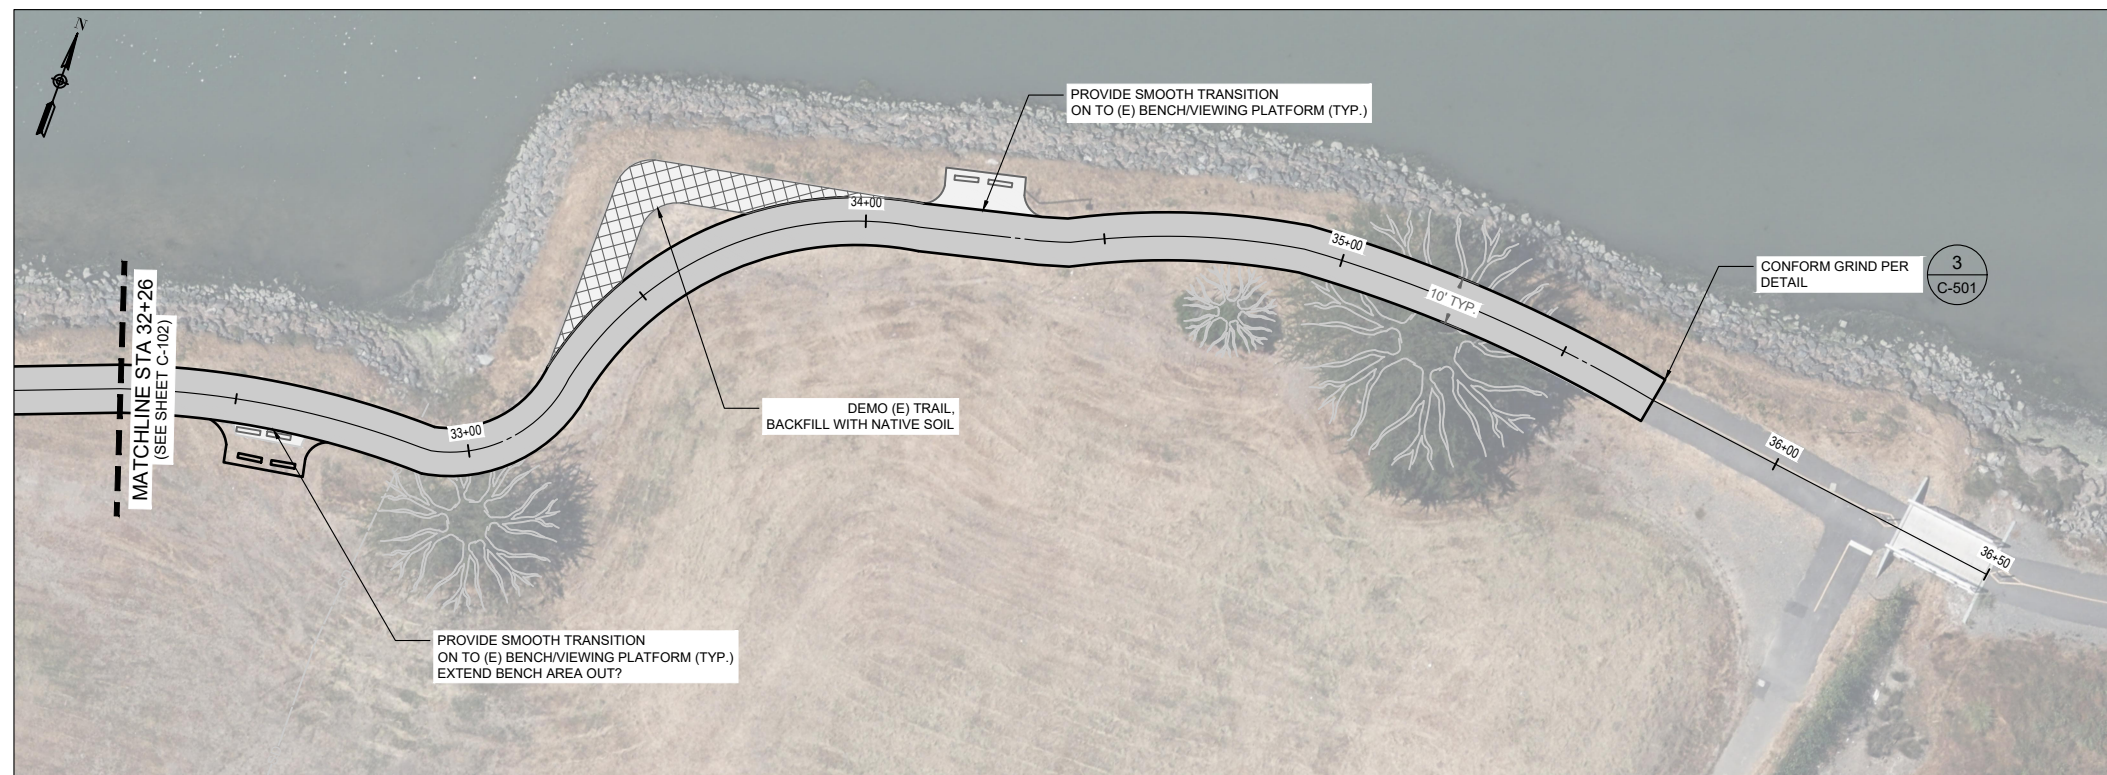 N
PROVIDE SMOOTH TRANSITION
ON TO (E) BENCH/VIEWING PLATFORM (TYP.)
34+00
35+00
CONFORM GRIND PER
DETAIL
3
C-501
10' TYP.
MATCHLINE STA 32+26
(SEE SHEET C-102)
DEMO (E) TRAIL,
BACKFILL WITH NATIVE SOIL
33+00
36+00
36+50
PROVIDE SMOOTH TRANSITION
ON TO (E) BENCH/VIEWING PLATFORM (TYP.)
EXTEND BENCH AREA OUT?